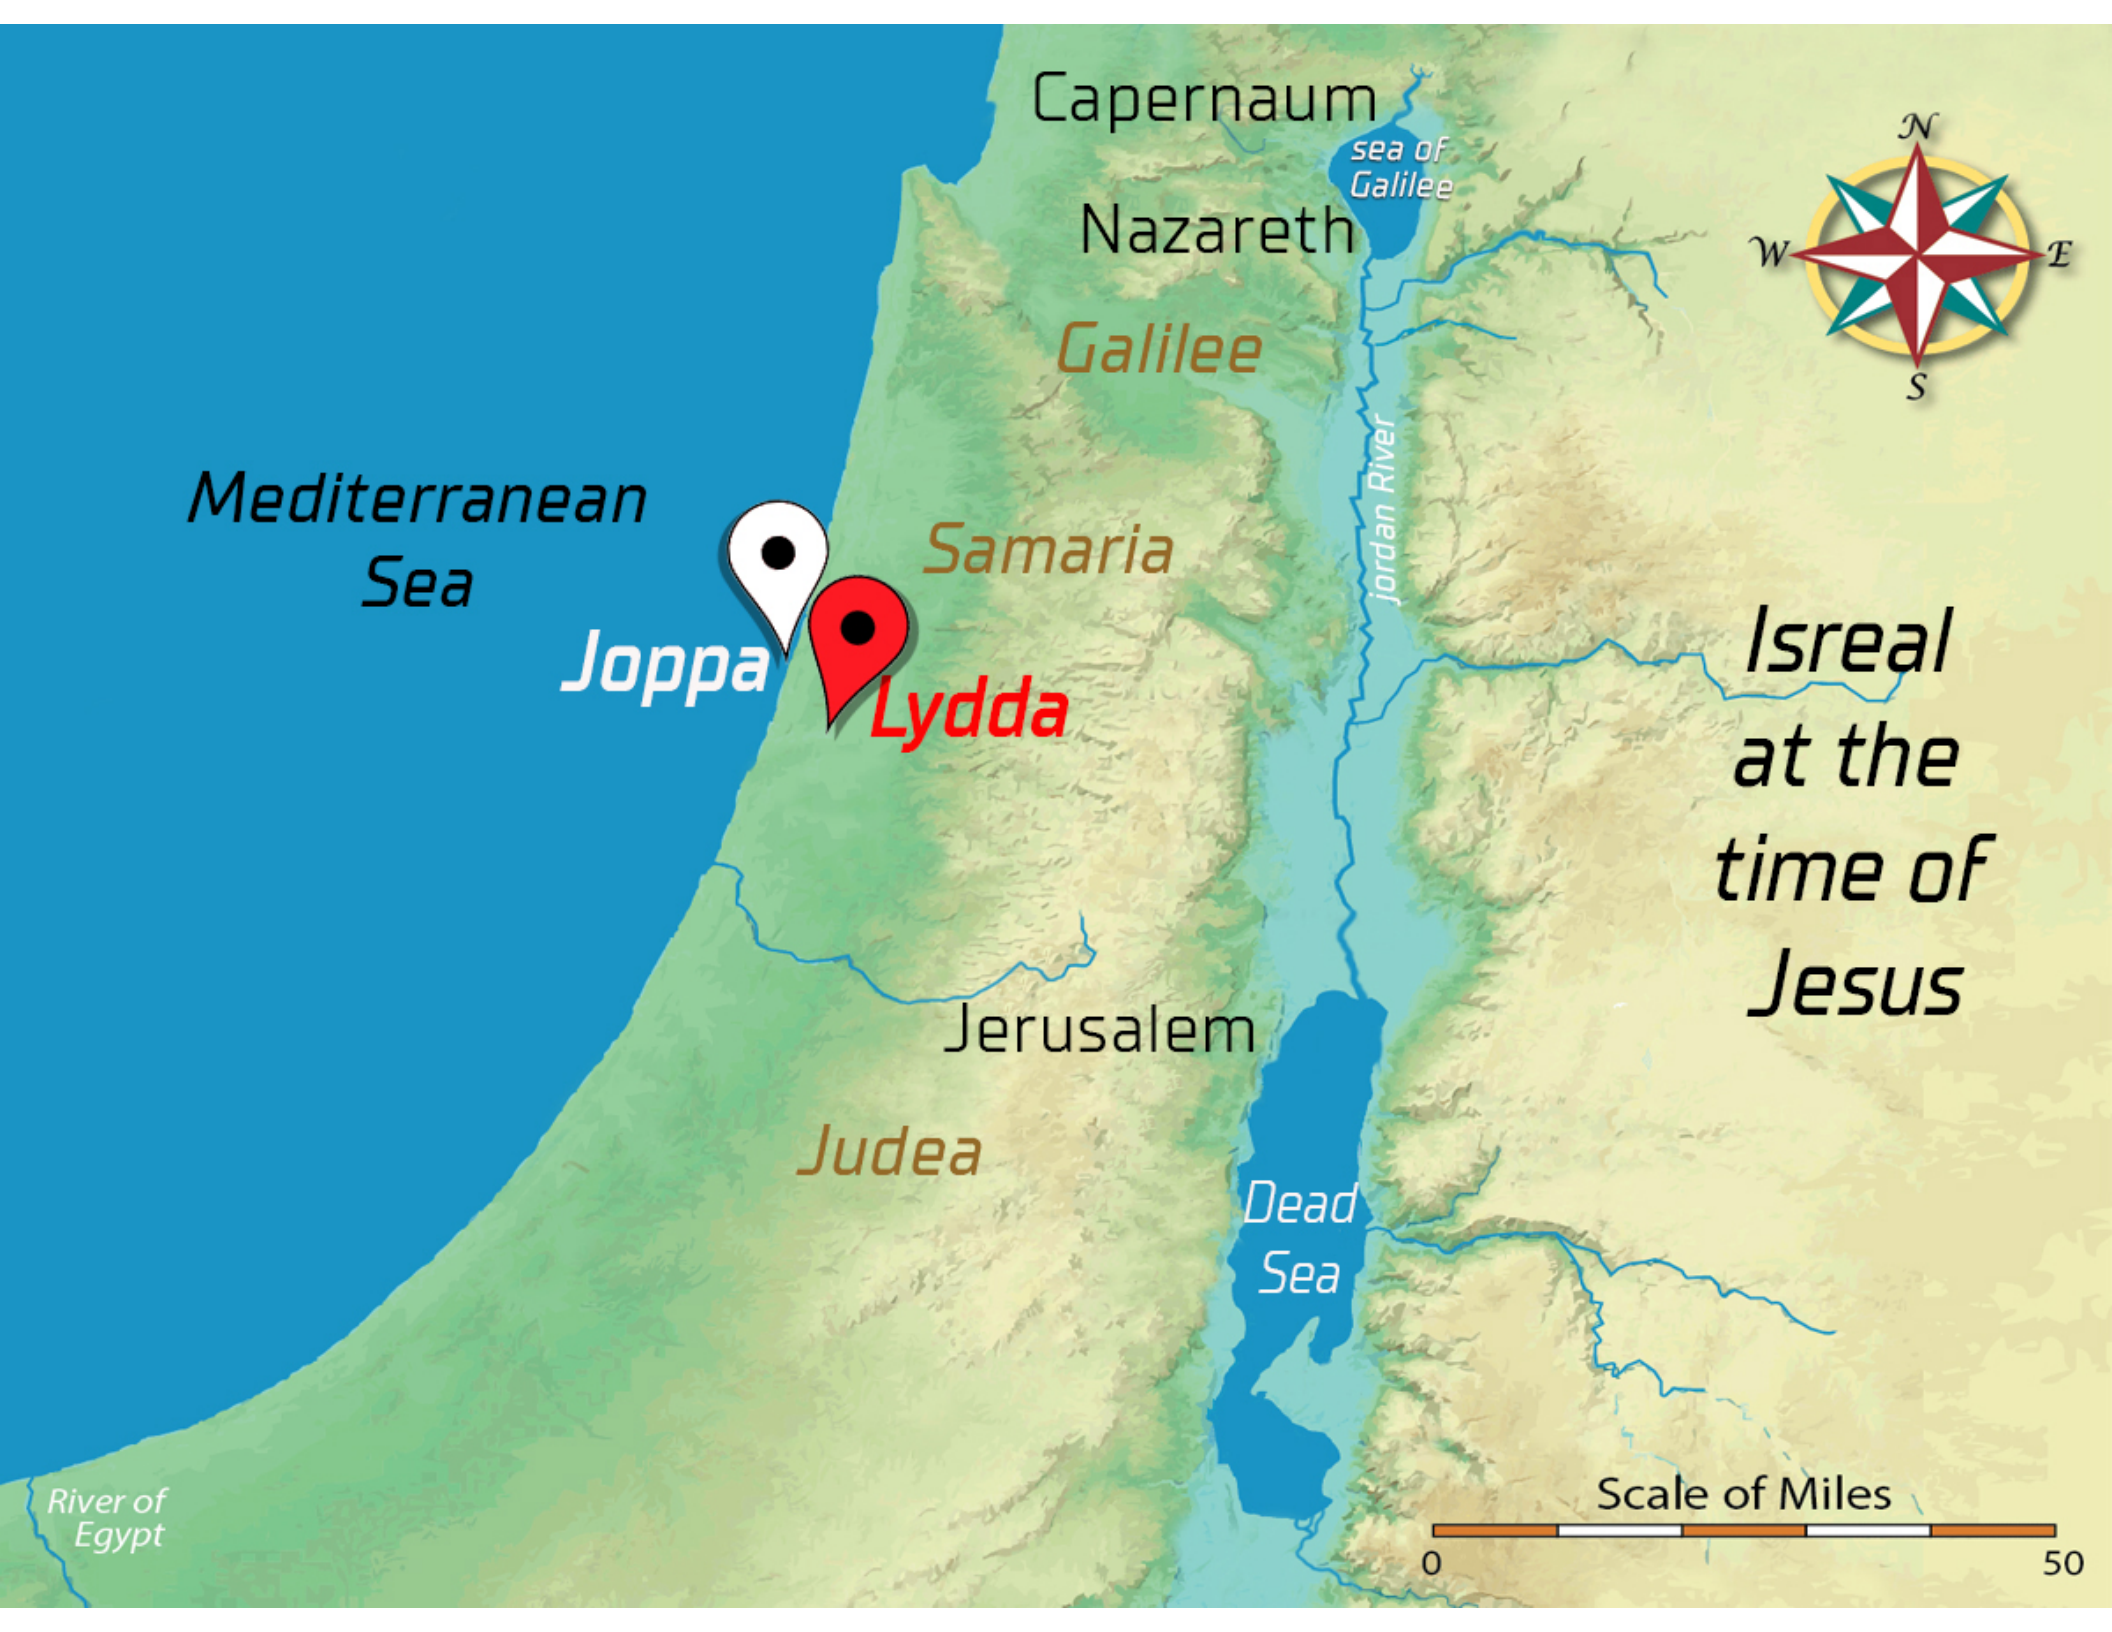 Capernaum
sea of
Galilee
Nazareth
Galilee
N
W
E
S
Mediterranean
Sea
Samaria
jordan River
Joppa
Lydda
Isreal
at the
time of
Jesus
Jerusalem
Judea
Dead
Sea
River of
Egypt
Scale of Miles
0
50